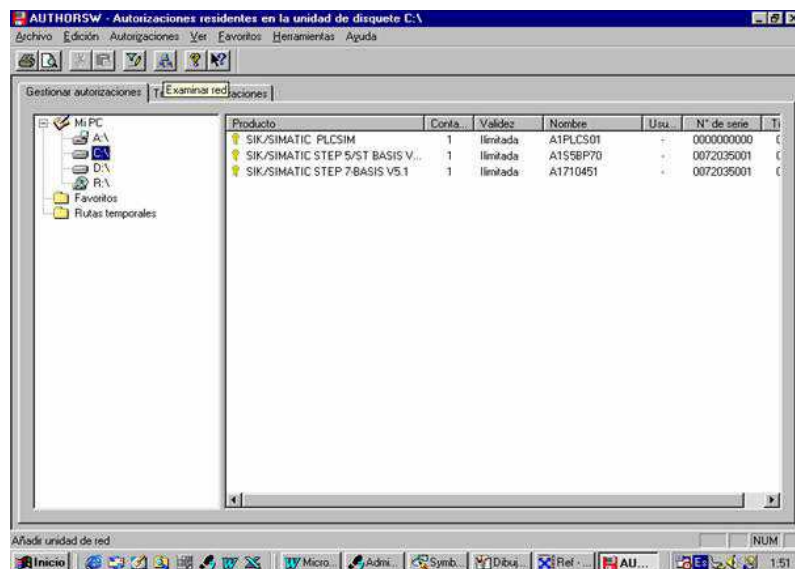 AUTHORSW - Autorizaciones residentes en la unidad de disquete C:\
Archivo Edición Autorizaciones Ver Favoritos Herramientas Ayuda
Gestionar autorizaciones
Examinar red
Mi PC
A:\
C:\
D:\
R:\
Favoritos
Rutas temporales
Producto Conta... Validez Nombre Usu... N° de serie Ti
SIK/SIMATIC PLCSIM 1 Ilimitada A1PLCS01 - 0000000000
SIK/SIMATIC STEP 5/ST BASIS V... 1 Ilimitada A1S5BP70 - 0072035001
SIK/SIMATIC STEP 7-BASIS V5.1 1 Ilimitada A1710451 - 0072035001
Añadir unidad de red NUM
Inicio Micro... Admi... Symb... Dibuj... Ref - ... AU... Es 1:51